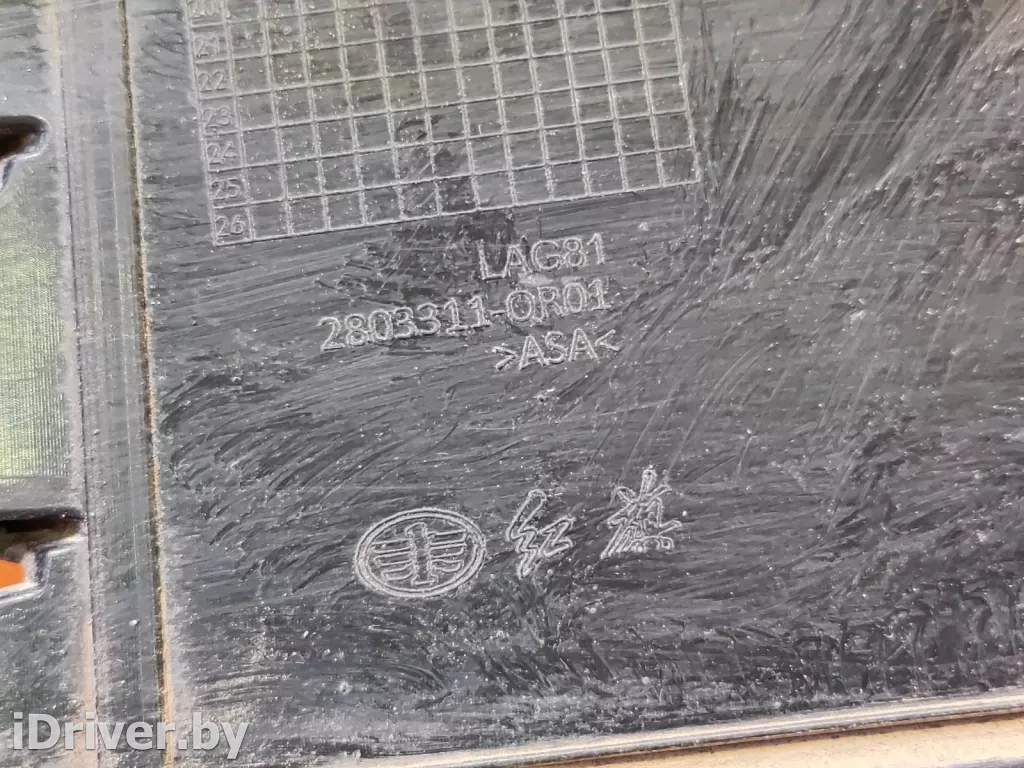 20
21
22
23
24
25
26
LAG81
2803311-QR01
>ASA<
红旗
iDriver.by